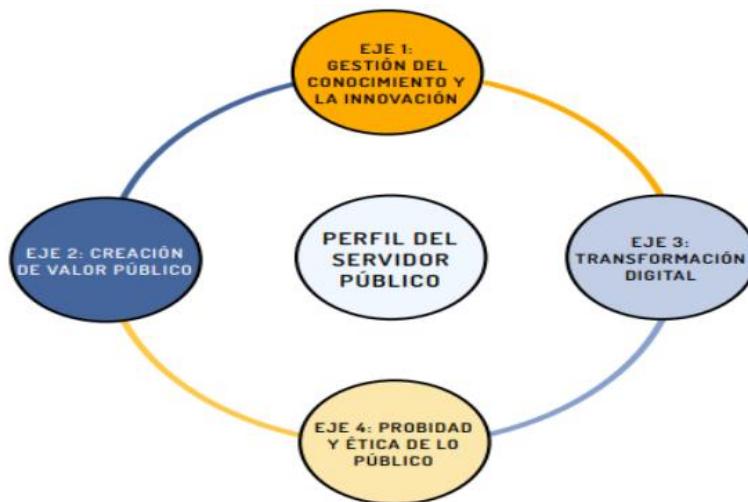 EJE 1:
GESTIÓN DEL
CONOCIMIENTO Y
LA INNOVACIÓN
EJE 2: CREACIÓN
DE VALOR PÚBLICO
PERFIL DEL
SERVIDOR
PÚBLICO
EJE 3:
TRANSFORMACIÓN
DIGITAL
EJE 4: PROBIDAD
Y ÉTICA DE LO
PÚBLICO